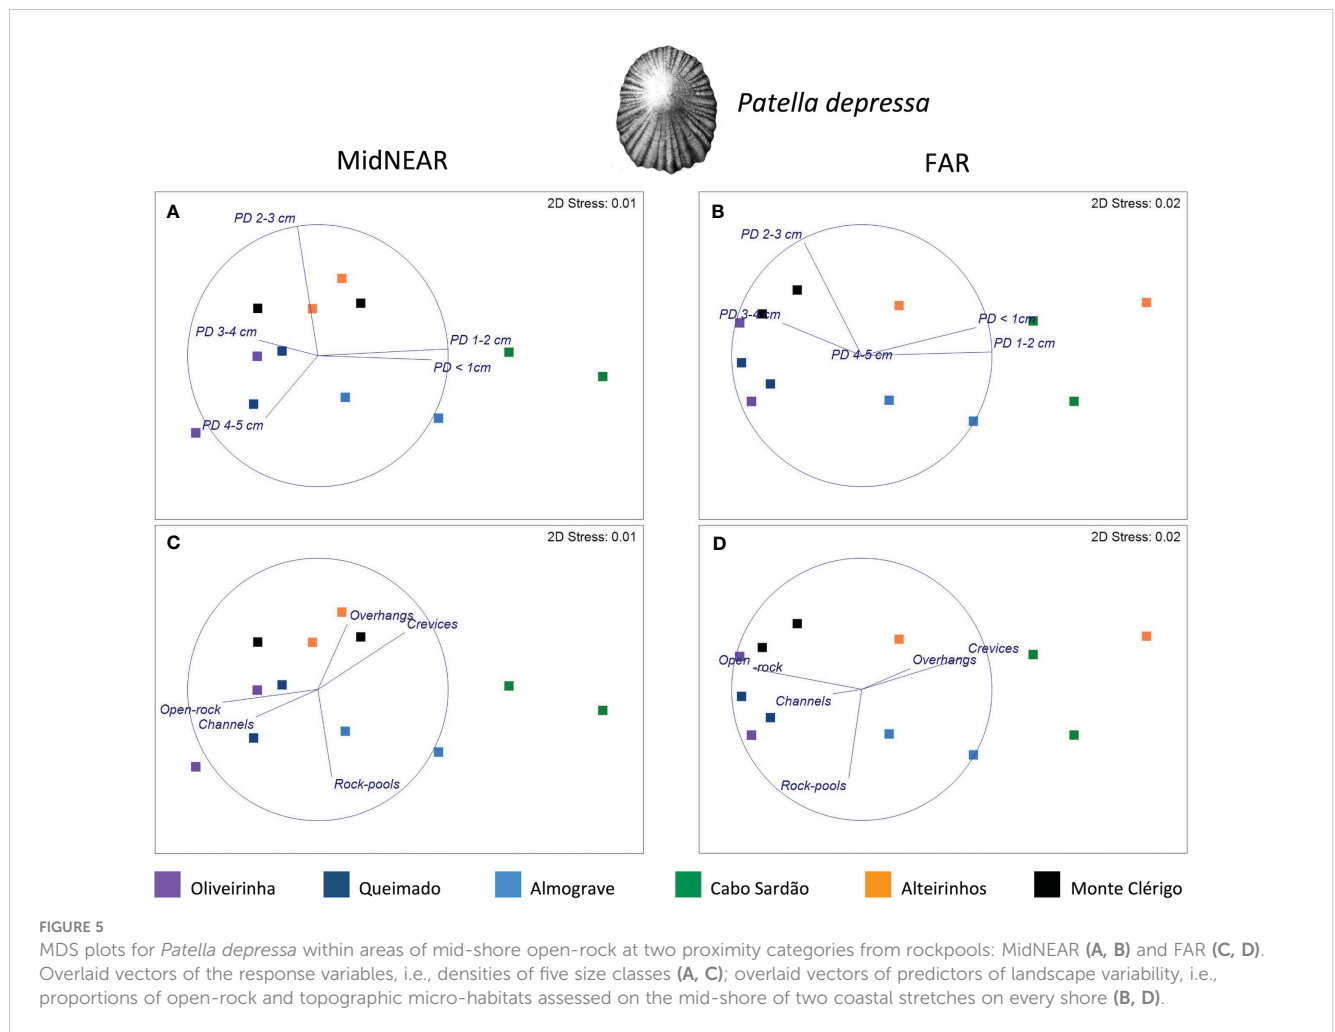 Patella depressa
MidNEAR
FAR
A
2D Stress: 0.01
PD 2-3 cm
PD 3-4 cm
PD 1-2 cm
PD < 1cm
PD 4-5 cm
B
2D Stress: 0.02
PD 2-3 cm
PD 3-4 cm
PD < 1cm
PD 1-2 cm
PD 4-5 cm
C
2D Stress: 0.01
Overhangs
Crevices
Open-rock
Channels
Rock-pools
D
2D Stress: 0.02
Crevices
Open -rock
Overhangs
Channels
Rock-pools
Oliveirinha
Queimado
Almograve
Cabo Sardão
Alteirinhos
Monte Clérigo
FIGURE 5
MDS plots for Patella depressa within areas of mid-shore open-rock at two proximity categories from rockpools: MidNEAR (A, B) and FAR (C, D).
Overlaid vectors of the response variables, i.e., densities of five size classes (A, C); overlaid vectors of predictors of landscape variability, i.e.,
proportions of open-rock and topographic micro-habitats assessed on the mid-shore of two coastal stretches on every shore (B, D).